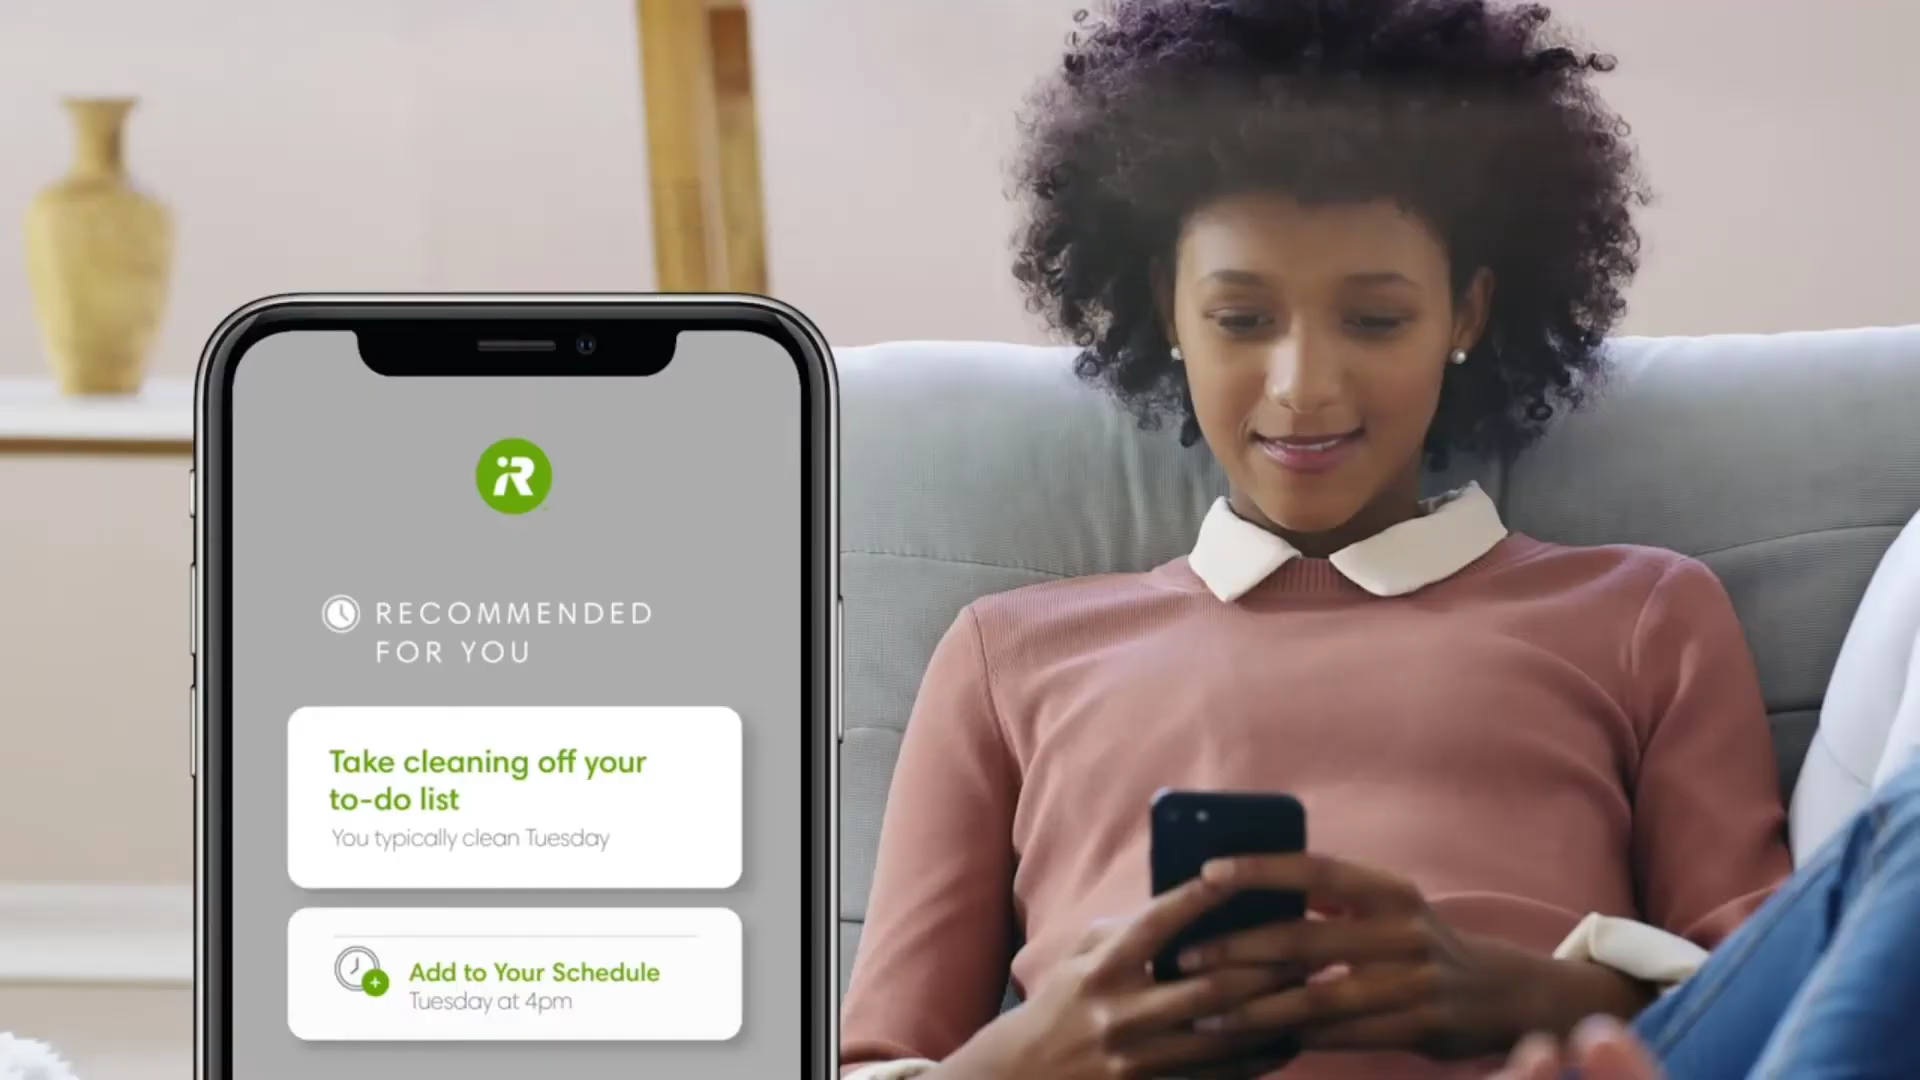 iR
RECOMMENDED
FOR YOU
Take cleaning off your
to-do list
You typically clean Tuesday
Add to Your Schedule
Tuesday at 4pm